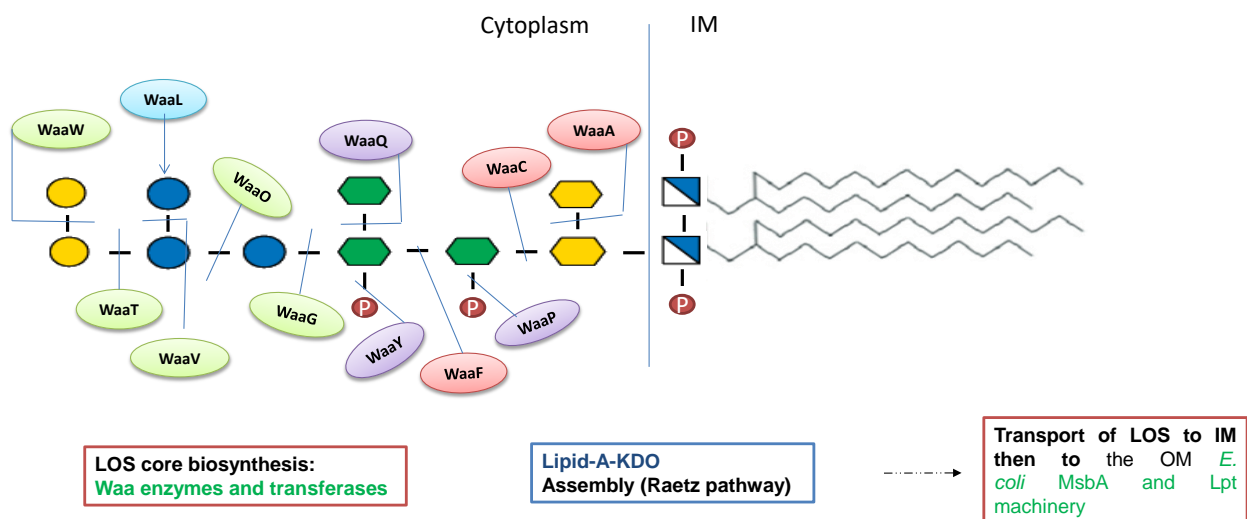 Cytoplasm
IM
WaaL
WaaW
WaaQ
WaaA
P
WaaC
WaaO
WaaT
WaaG
P
P
P
WaaP
WaaV
WaaY
WaaF
LOS core biosynthesis:
Waa enzymes and transferases
Lipid-A-KDO
Assembly (Raetz pathway)
Transport of LOS to IM
then to the OM E.
coli MsbA and Lpt
machinery